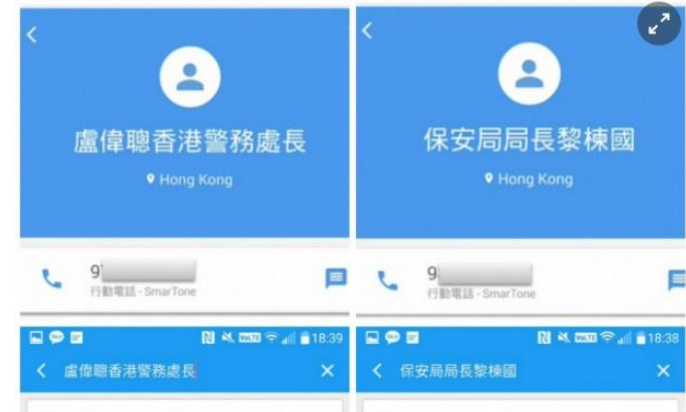 盧偉聰香港警務處長
Hong Kong
9
行動電話 - SmarTone
保安局局長黎棟國
Hong Kong
9
行動電話 - SmarTone
VoLTE 18:39
盧偉聰香港警務處長
VoLTE 18:38
保安局局長黎棟國